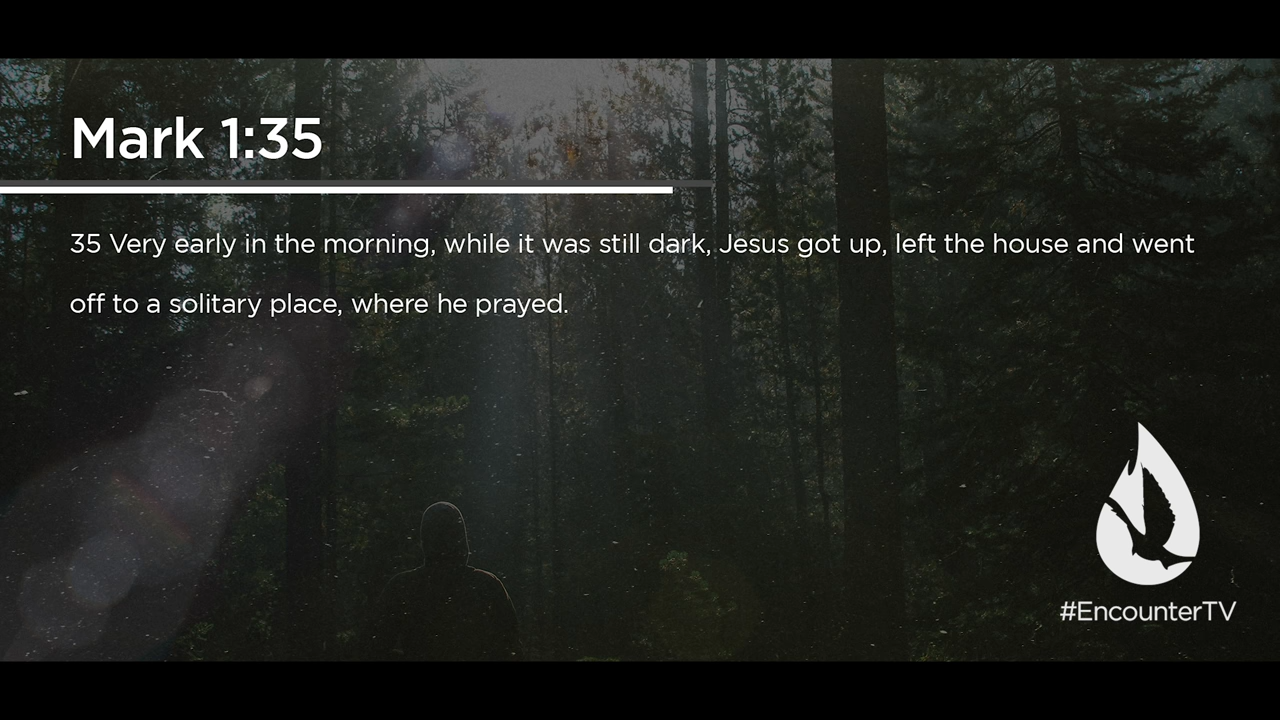 Mark 1:35
35 Very early in the morning, while it was still dark, Jesus got up, left the house and went
off to a solitary place, where he prayed.
#EncounterTV